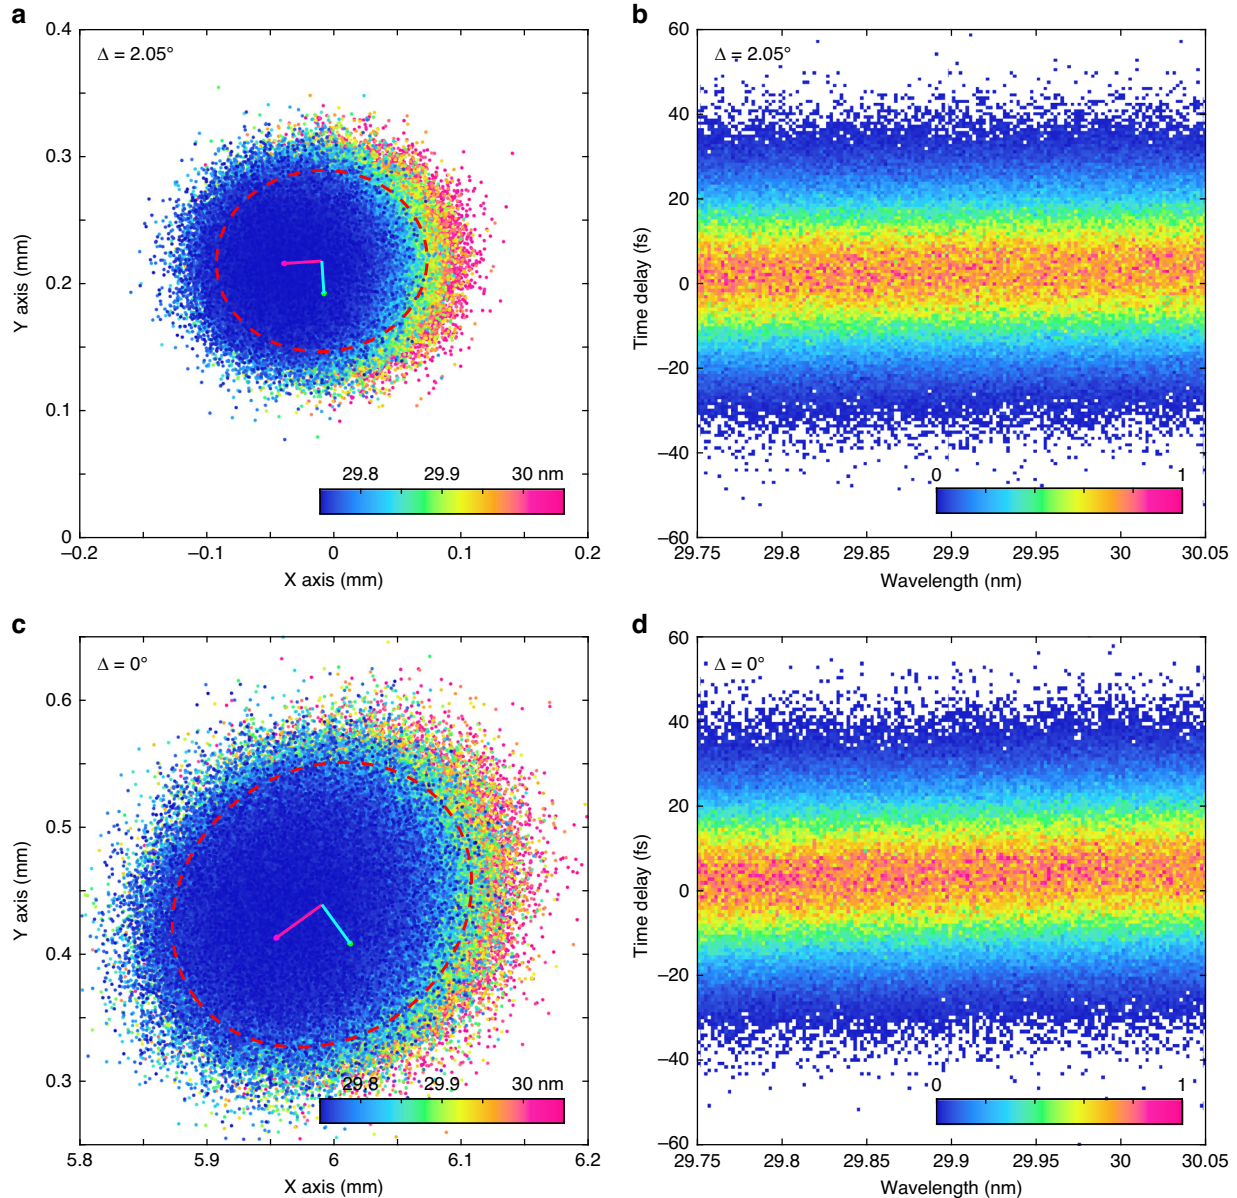 a
Δ = 2.05°
0.4
0.3
0.2
0.1
0
Y axis (mm)
29.8 29.9 30 nm
–0.2 –0.1 0 0.1 0.2
X axis (mm)
b
Δ = 2.05°
60
40
20
0
–20
–40
–60
Time delay (fs)
0 1
29.75 29.8 29.85 29.9 29.95 30 30.05
Wavelength (nm)
c
Δ = 0°
0.6
0.5
0.4
0.3
Y axis (mm)
29.8 29.9 30 nm
5.8 5.9 6 6.1 6.2
X axis (mm)
d
Δ = 0°
60
40
20
0
–20
–40
–60
Time delay (fs)
0 1
29.75 29.8 29.85 29.9 29.95 30 30.05
Wavelength (nm)